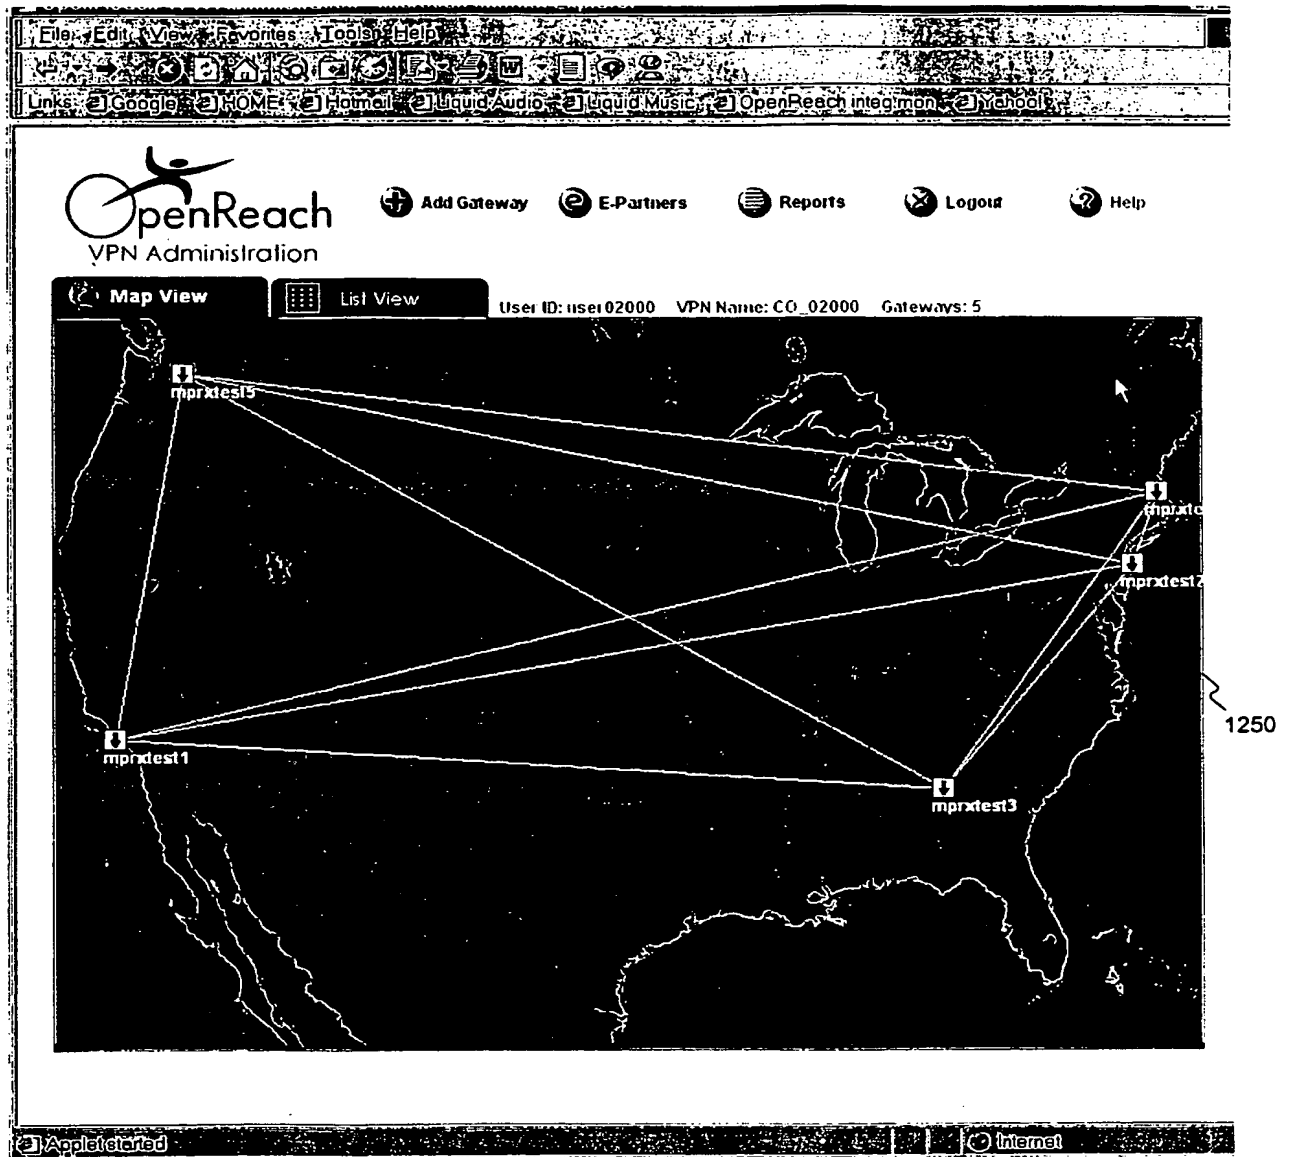 File Edit View Favorites Tools Help
Links Google HOME Hotmail Liquid Audio Liquid Music OpenReach integ mon Yahoo!
OpenReach
VPN Administration
Add Gateway E-Partners Reports Logout Help
Map View List View User ID: user02000 VPN Name: CO_02000 Gateways: 5
mprxtest5
mprxte
mprxtest2
1250
mprxtest1
mprxtest3
Applet started Internet